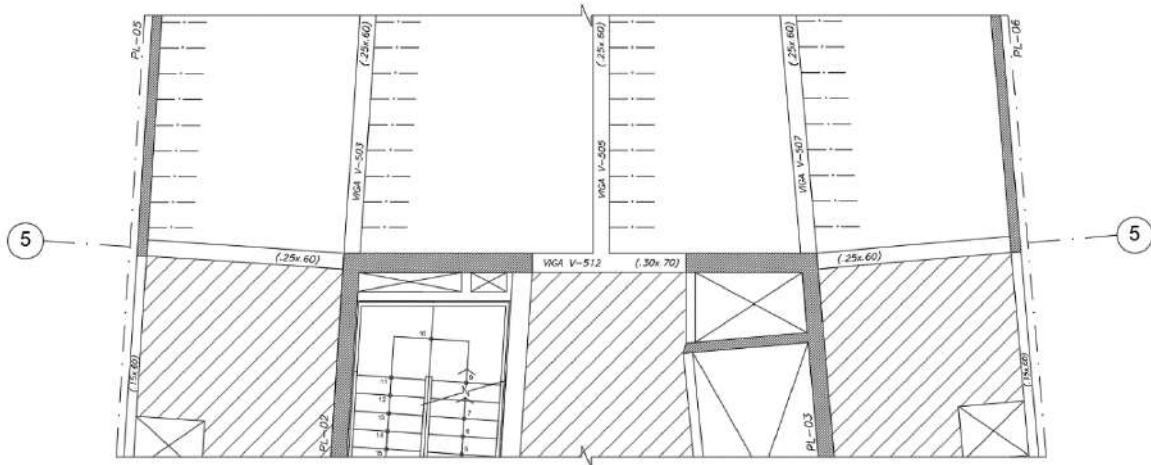 PL-05
(.25x.60)
(.25x.60)
(.25x.60)
PL-06
VIGA V-503
VIGA V-505
VIGA V-507
5
5
(.25x.60)
VIGA V-512
(.30x.70)
(.25x.60)
(.15x.60)
(.15x.60)
16
11
9
12
13
7
14
6
15
5
PL-02
PL-03